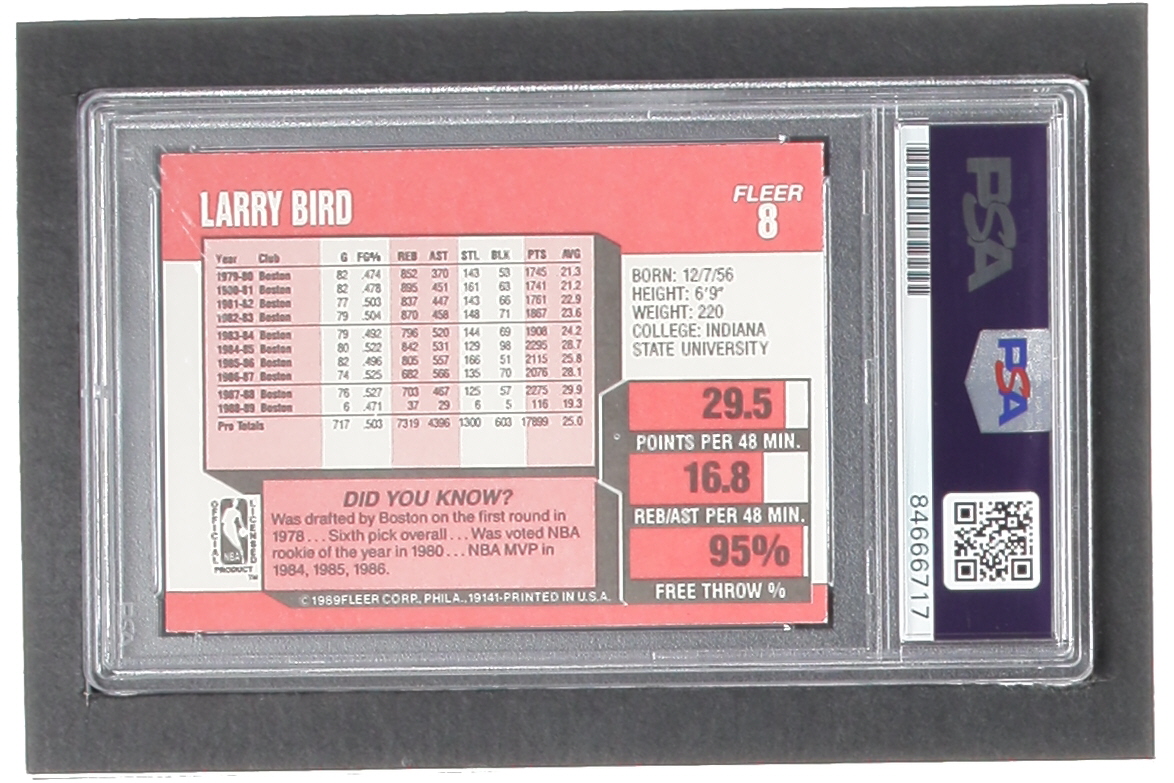 LARRY BIRD
FLEER
8
Year Club G FG% REB AST STL BLK PTS AVG
1979-80 Boston 82 .474 852 370 143 53 1745 21.3
1980-81 Boston 82 .478 895 451 161 63 1741 21.2
1981-82 Boston 77 .503 837 447 143 66 1761 22.9
1982-83 Boston 79 .504 870 458 148 71 1867 23.6
1983-84 Boston 79 .492 796 520 144 69 1908 24.2
1984-85 Boston 80 .522 842 531 129 98 2295 28.7
1985-86 Boston 82 .496 805 557 166 51 2115 25.8
1986-87 Boston 74 .525 682 566 135 70 2076 28.1
1987-88 Boston 76 .527 703 467 125 57 2275 29.9
1988-89 Boston 6 .471 37 29 6 5 116 19.3
Pro Totals 717 .503 7319 4396 1300 603 17899 25.0
BORN: 12/7/56
HEIGHT: 6'9"
WEIGHT: 220
COLLEGE: INDIANA
STATE UNIVERSITY
29.5
POINTS PER 48 MIN.
16.8
REB/AST PER 48 MIN.
95%
FREE THROW %
DID YOU KNOW?
Was drafted by Boston on the first round in
1978 . . . Sixth pick overall . . . Was voted NBA
rookie of the year in 1980 . . . NBA MVP in
1984, 1985, 1986.
OFFICIAL
LICENSED
NBA
PRODUCT
TM
© 1989 FLEER CORP., PHILA., 19141-PRINTED IN U.S.A.
PSA
PSA
84666717
PSA